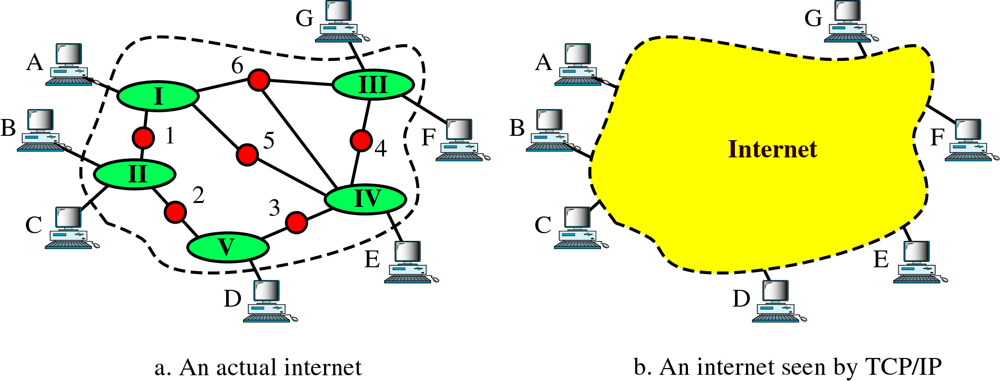 G
A
6
III
I
B
1
5
4
F
II
2
IV
3
C
V
E
D
a. An actual internet
G
A
B
Internet
F
C
E
D
b. An internet seen by TCP/IP